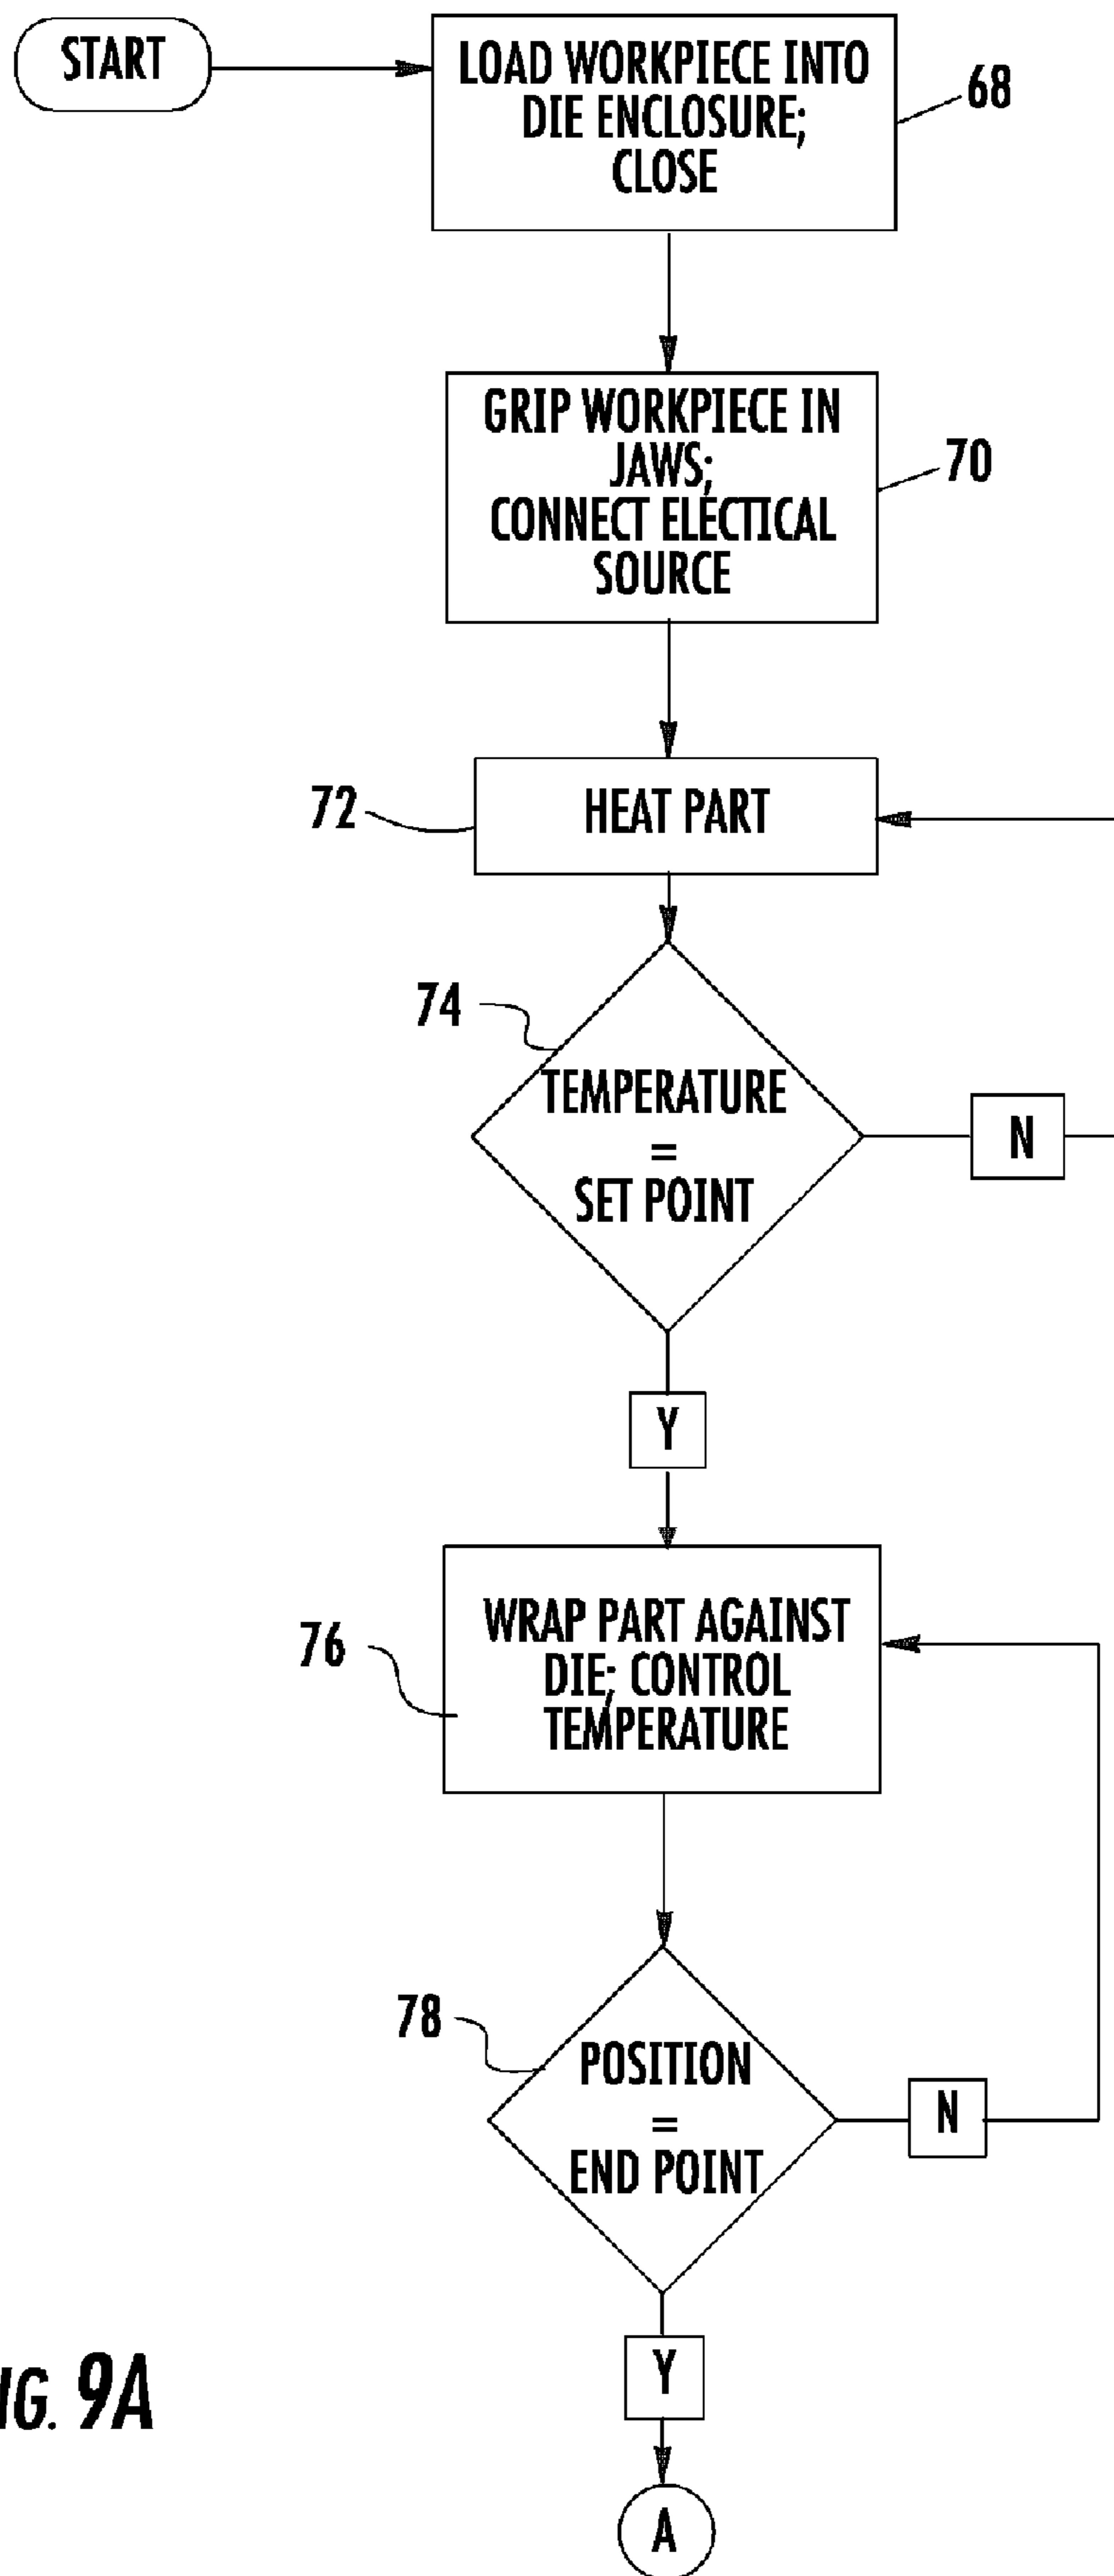 START
LOAD WORKPIECE INTO
DIE ENCLOSURE;
CLOSE
68
GRIP WORKPIECE IN
JAWS;
CONNECT ELECTICAL
SOURCE
70
72
HEAT PART
74
TEMPERATURE
=
SET POINT
N
Y
76
WRAP PART AGAINST
DIE; CONTROL
TEMPERATURE
78
POSITION
=
END POINT
N
Y
IG. 9A
A